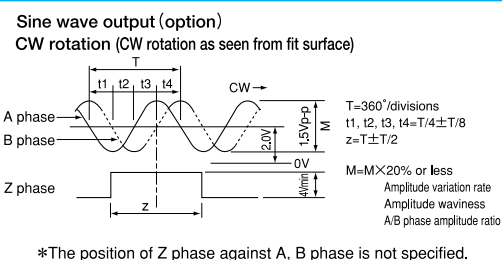 Sine wave output (option)
CW rotation (CW rotation as seen from fit surface)
T
t1 t2 t3 t4
CW→
A phase
B phase
2.0V
1.5Vp-p
M
0V
Z phase
z
4Vmin
T=360°/divisions
t1, t2, t3, t4=T/4±T/8
z=T±T/2
M=M×20% or less
Amplitude variation rate
Amplitude waviness
A/B phase amplitude ratio
*The position of Z phase against A, B phase is not specified.